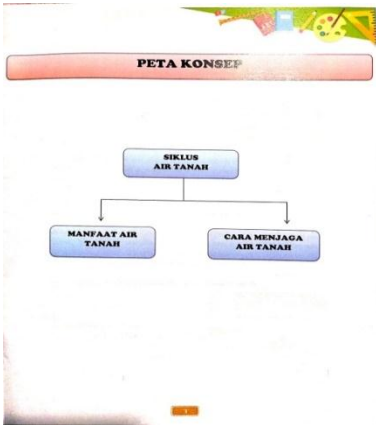 PETA KONSEP
SIKLUS
AIR TANAH
MANFAAT AIR
TANAH
CARA MENJAGA
AIR TANAH